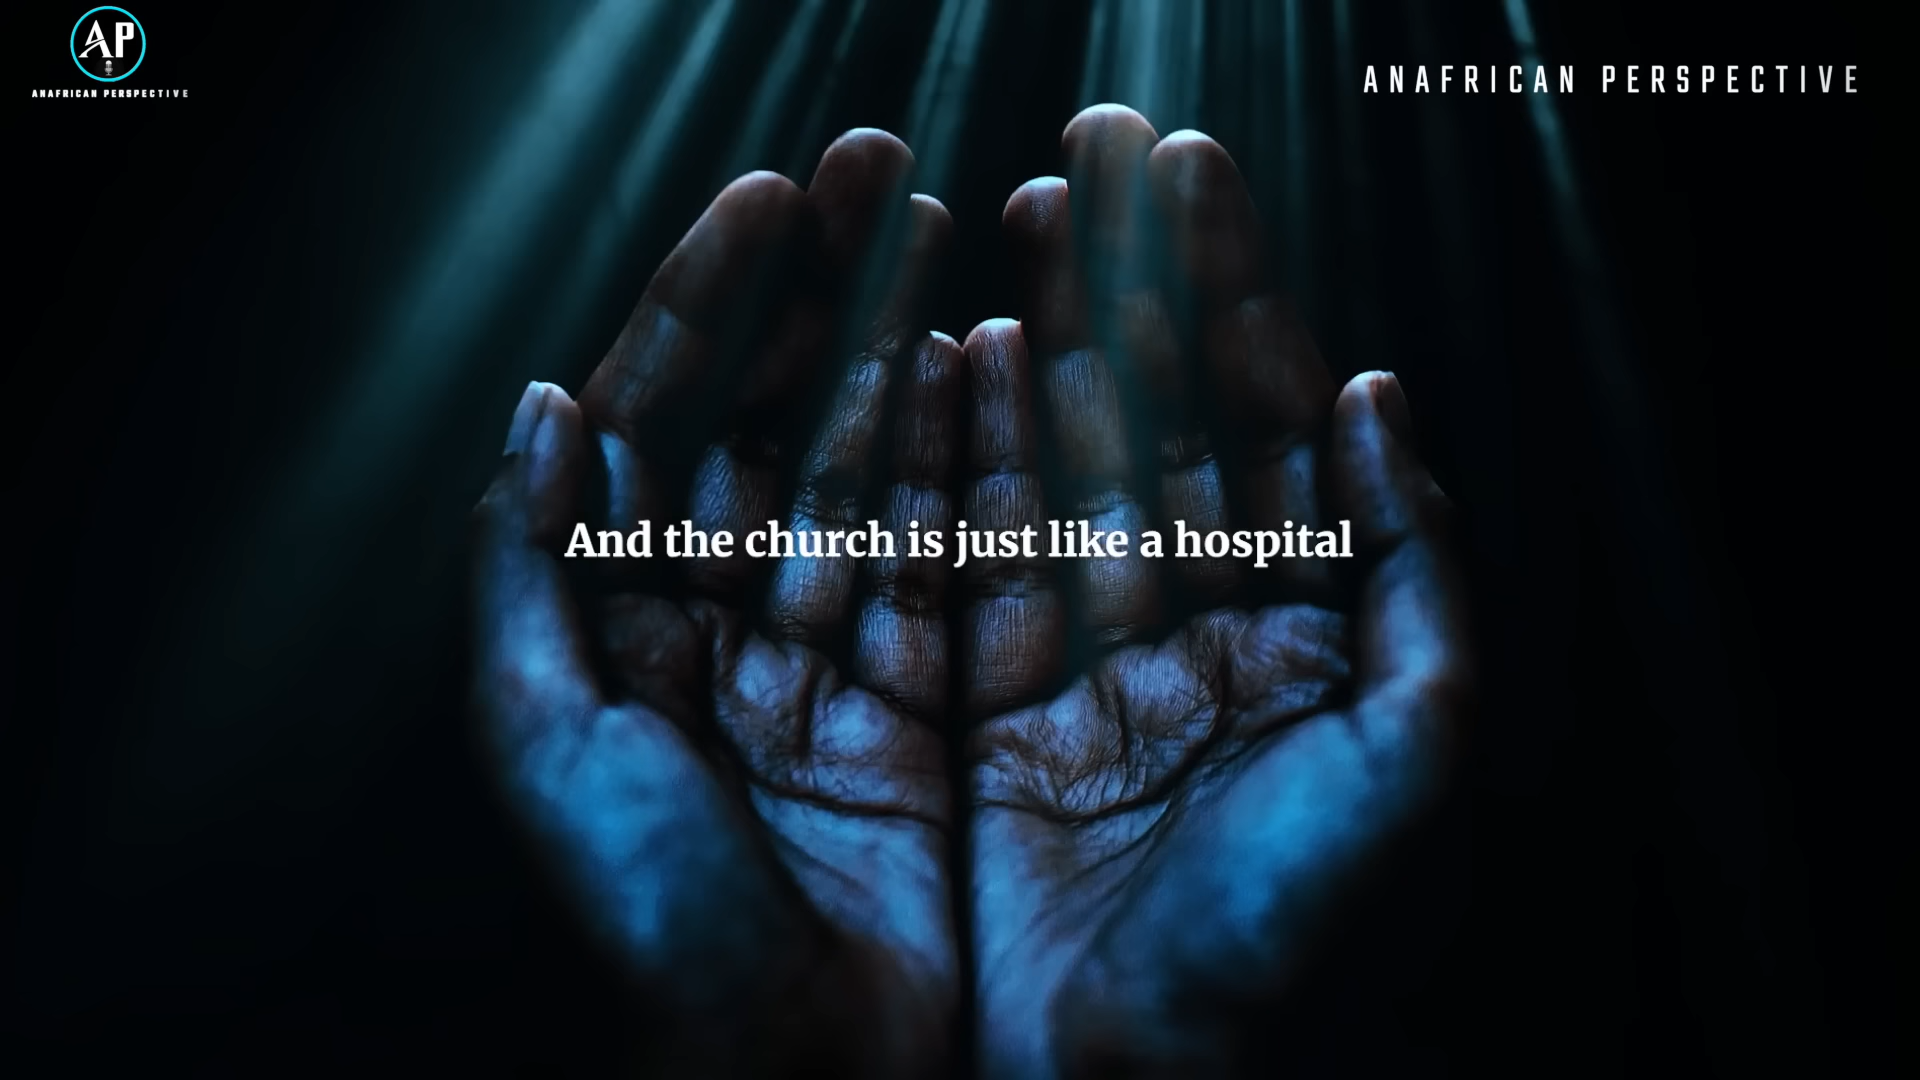 AP
ANAFRICAN PERSPECTIVE
ANAFRICAN PERSPECTIVE
And the church is just like a hospital